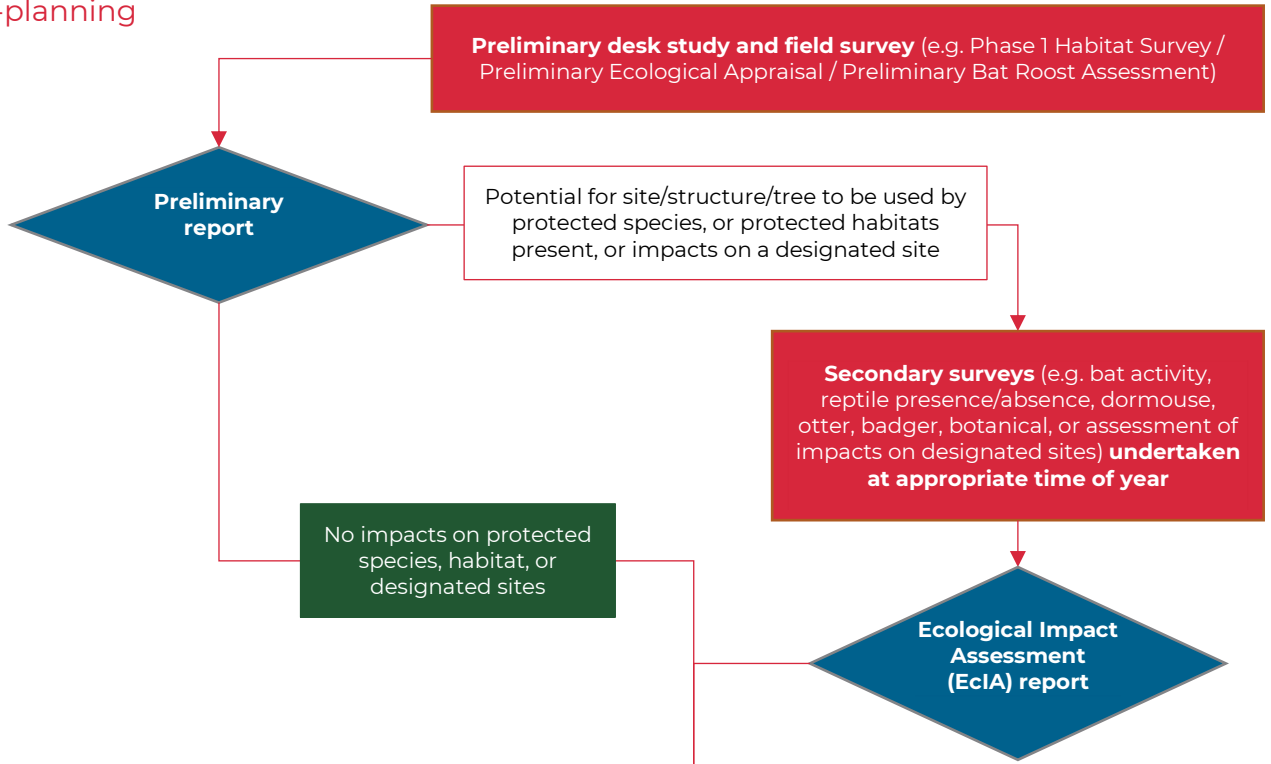 -planning
Preliminary desk study and field survey (e.g. Phase 1 Habitat Survey /
Preliminary Ecological Appraisal / Preliminary Bat Roost Assessment)
Preliminary
report
Potential for site/structure/tree to be used by
protected species, or protected habitats
present, or impacts on a designated site
Secondary surveys (e.g. bat activity,
reptile presence/absence, dormouse,
otter, badger, botanical, or assessment of
impacts on designated sites) undertaken
at appropriate time of year
No impacts on protected
species, habitat, or
designated sites
Ecological Impact
Assessment
(EcIA) report